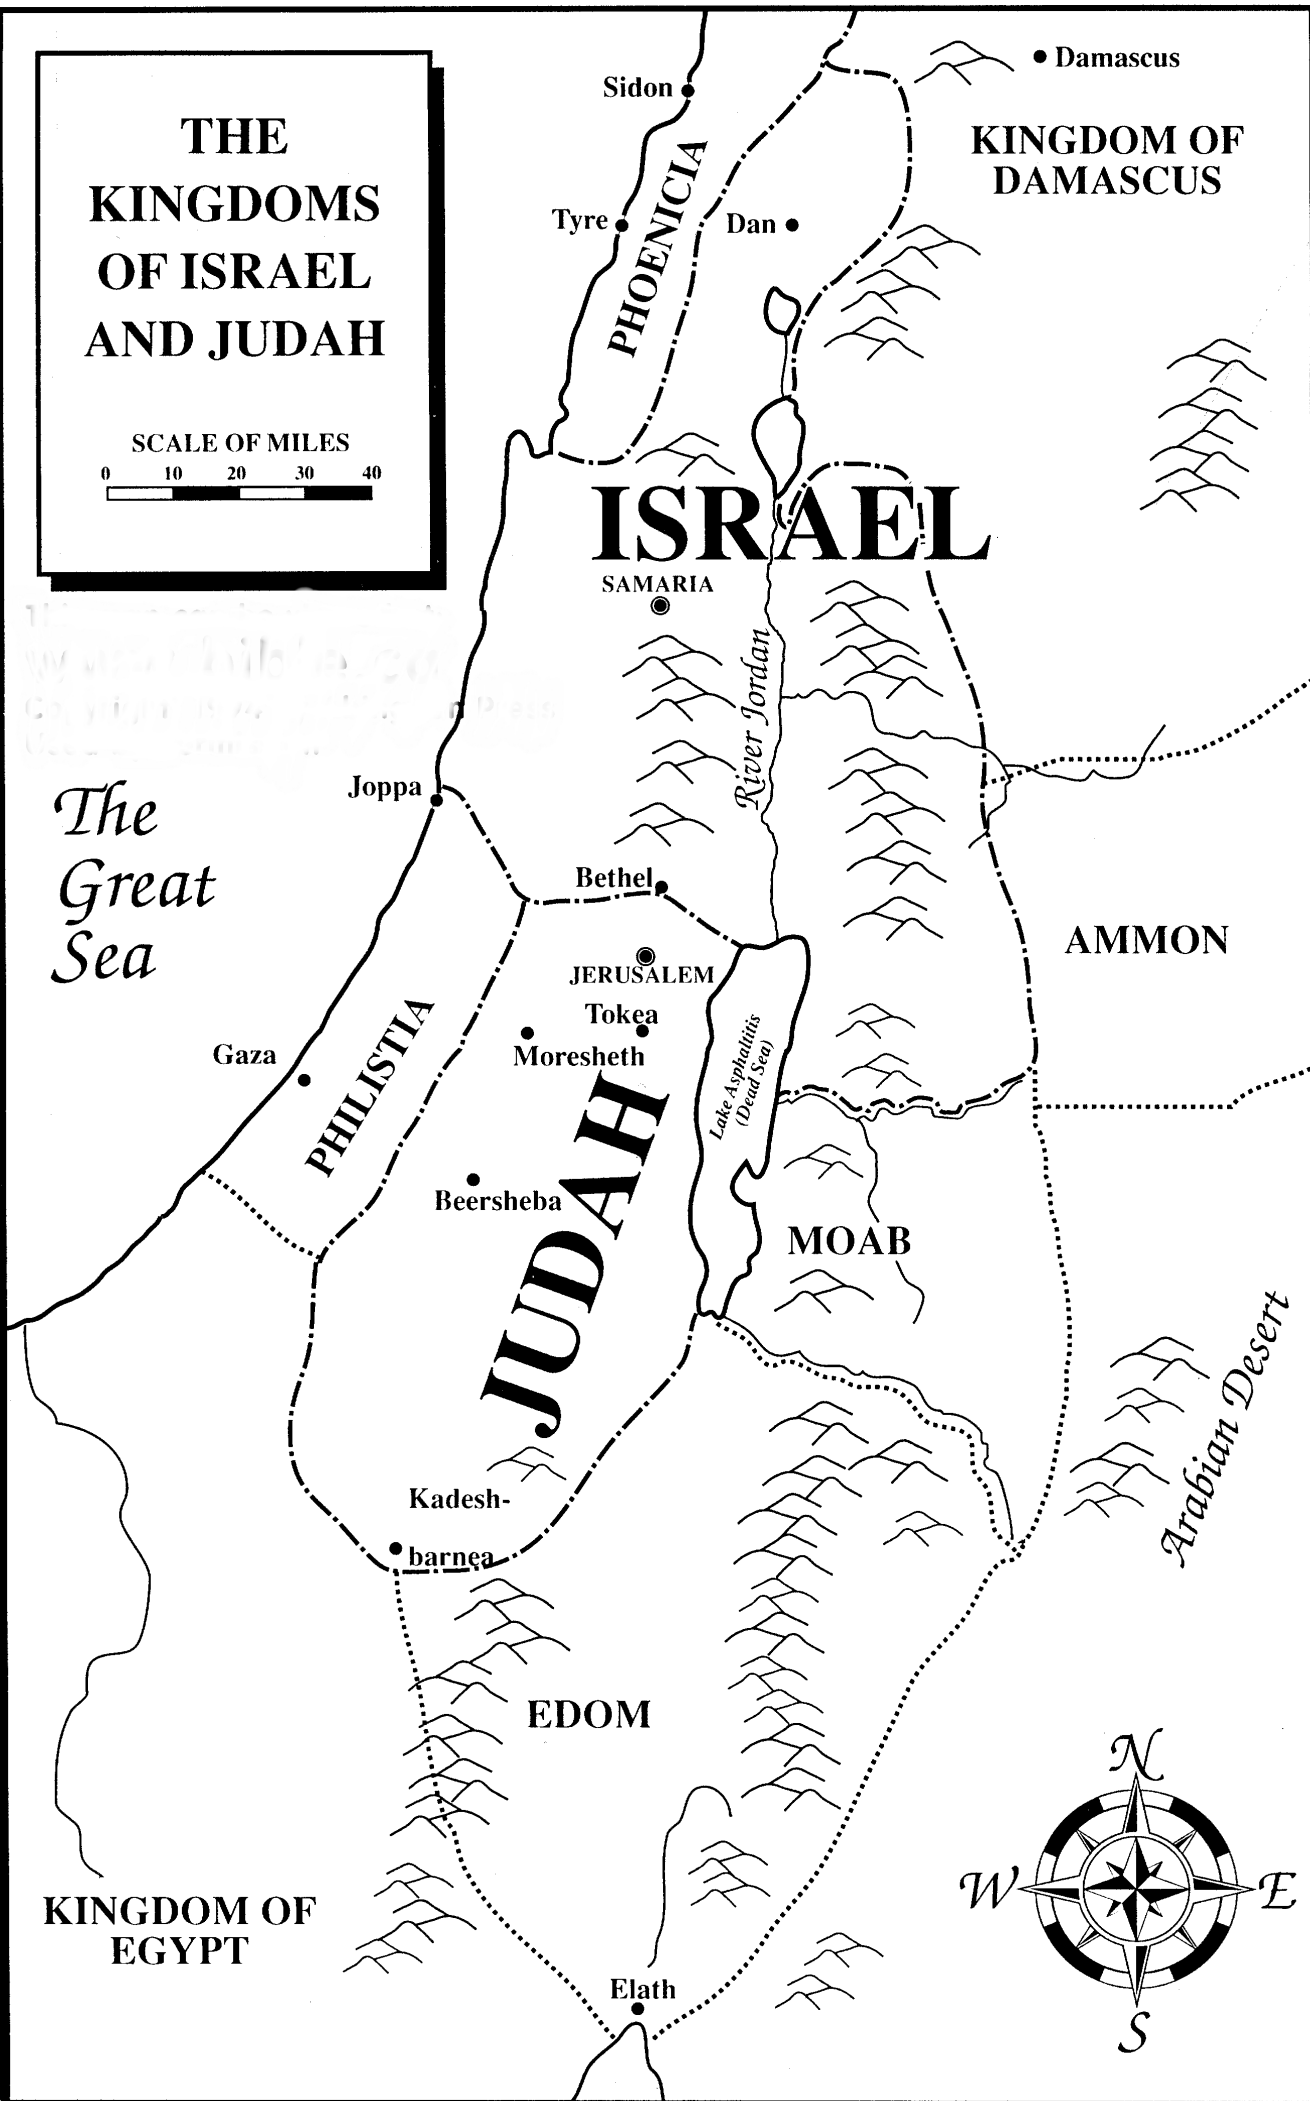 THE
KINGDOMS
OF ISRAEL
AND JUDAH
SCALE OF MILES
0 10 20 30 40
Damascus
Sidon
KINGDOM OF
DAMASCUS
PHOENICIA
Tyre
Dan
ISRAEL
SAMARIA
River Jordan
Joppa
The
Great
Sea
Bethel
AMMON
JERUSALEM
Tokea
Moresheth
Gaza
PHILISTIA
Lake Asphaltitis
(Dead Sea)
JUDAH
Beersheba
MOAB
Arabian Desert
Kadesh-
barnea
EDOM
KINGDOM OF
EGYPT
Elath
N
W E
S